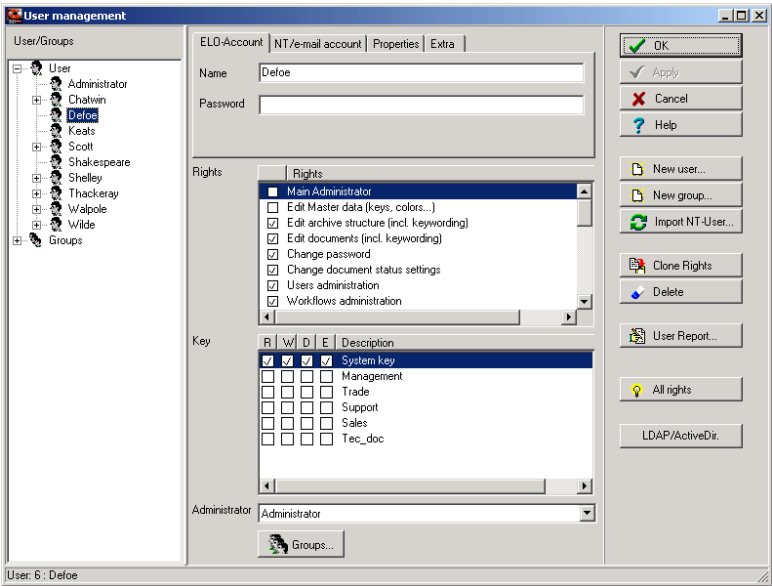 User management
User/Groups
User
Administrator
Chatwin
Defoe
Keats
Scott
Shakespeare
Shelley
Thackeray
Walpole
Wilde
Groups
ELO-Account NT/e-mail account Properties Extra
Name Defoe
Password
Rights Rights
Main Administrator
Edit Master data (keys, colors...)
Edit archive structure (incl. keywording)
Edit documents (incl. keywording)
Change password
Change document status settings
Users administration
Workflows administration
Key R W D E Description
System key
Management
Trade
Support
Sales
Tec_doc
Administrator Administrator
Groups...
OK
Apply
Cancel
Help
New user...
New group...
Import NT-User...
Clone Rights
Delete
User Report...
All rights
LDAP/ActiveDir.
User: 6 : Defoe